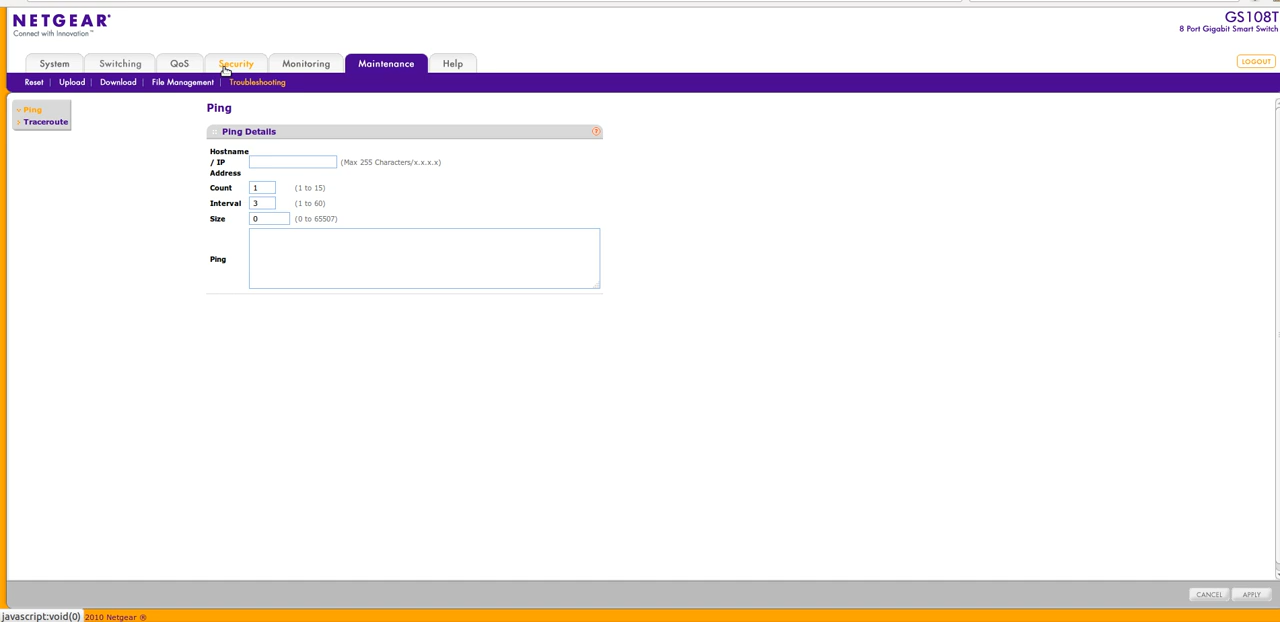 NETGEAR®
Connect with Innovation™
GS108T
8 Port Gigabit Smart Switch
System Switching QoS Security Monitoring Maintenance Help
LOGOUT
Reset | Upload | Download | File Management | Troubleshooting
Ping
Traceroute
Ping
Ping Details
?
Hostname / IP Address (Max 255 Characters/x.x.x.x)
Count 1 (1 to 15)
Interval 3 (1 to 60)
Size 0 (0 to 65507)
Ping
CANCEL APPLY
javascript:void(0) 2010 Netgear ®